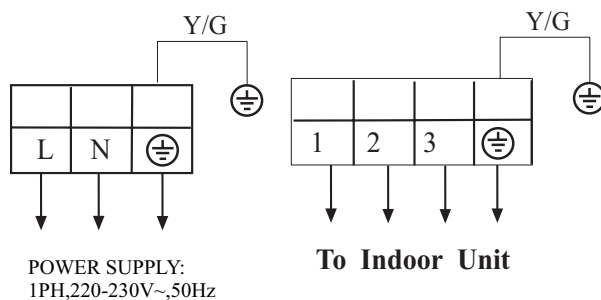 Y/G
Y/G
L N
1 2 3
To Indoor Unit
POWER SUPPLY:
1PH,220-230V~,50Hz